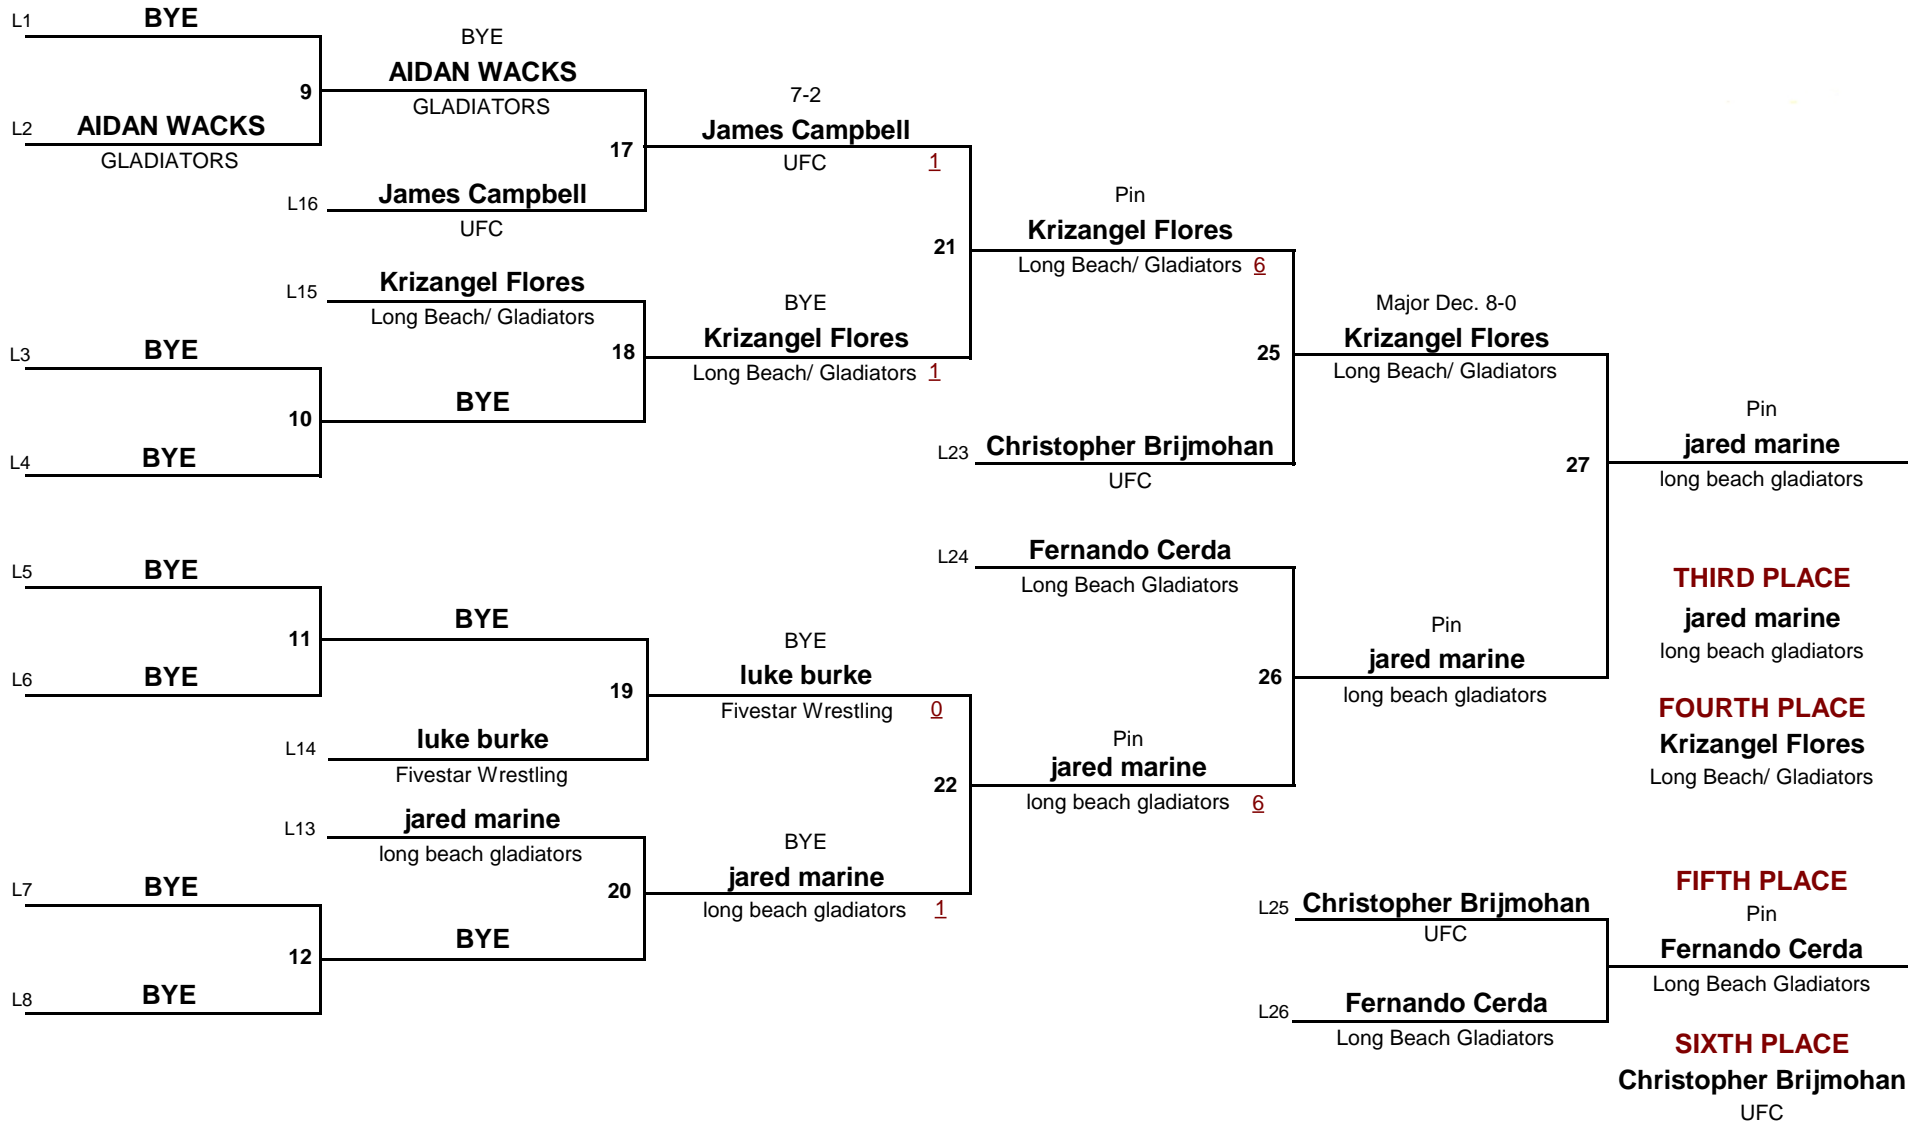 L1 BYE
BYE
AIDAN WACKS
9
GLADIATORS
L2 AIDAN WACKS
GLADIATORS
7-2
James Campbell
17
UFC 1
L16 James Campbell
UFC
Pin
Krizangel Flores
21
Long Beach/ Gladiators 6
L15 Krizangel Flores
Long Beach/ Gladiators
BYE
Krizangel Flores
18
Long Beach/ Gladiators 1
L3 BYE
10
BYE
L4 BYE
Major Dec. 8-0
Krizangel Flores
25
Long Beach/ Gladiators
L23 Christopher Brijmohan
UFC
Pin
jared marine
27
long beach gladiators
L24 Fernando Cerda
Long Beach Gladiators
L5 BYE
BYE
11
L6 BYE
BYE
luke burke
19
Fivestar Wrestling 0
L14 luke burke
Fivestar Wrestling
Pin
jared marine
26
long beach gladiators
THIRD PLACE
jared marine
long beach gladiators
FOURTH PLACE
Krizangel Flores
Long Beach/ Gladiators
Pin
jared marine
22
long beach gladiators 6
L13 jared marine
long beach gladiators
BYE
jared marine
20
long beach gladiators 1
L7 BYE
BYE
12
L8 BYE
L25 Christopher Brijmohan
UFC
L26 Fernando Cerda
Long Beach Gladiators
FIFTH PLACE
Pin
Fernando Cerda
Long Beach Gladiators
SIXTH PLACE
Christopher Brijmohan
UFC